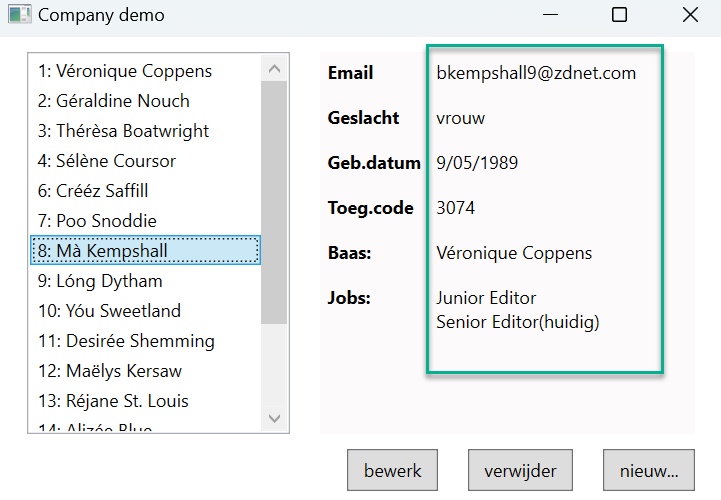 Company demo
1: Véronique Coppens
2: Géraldine Nouch
3: Thérèsa Boatwright
4: Sélène Coursor
6: Crééz Saffill
7: Poo Snoddie
8: Mà Kempshall
9: Lóng Dytham
10: Yóu Sweetland
11: Desirée Shemming
12: Maëlys Kersaw
13: Réjane St. Louis
14: Alizée Blue
Email bkempshall9@zdnet.com
Geslacht vrouw
Geb.datum 9/05/1989
Toeg.code 3074
Baas: Véronique Coppens
Jobs: Junior Editor
Senior Editor(huidig)
bewerk verwijder nieuw...